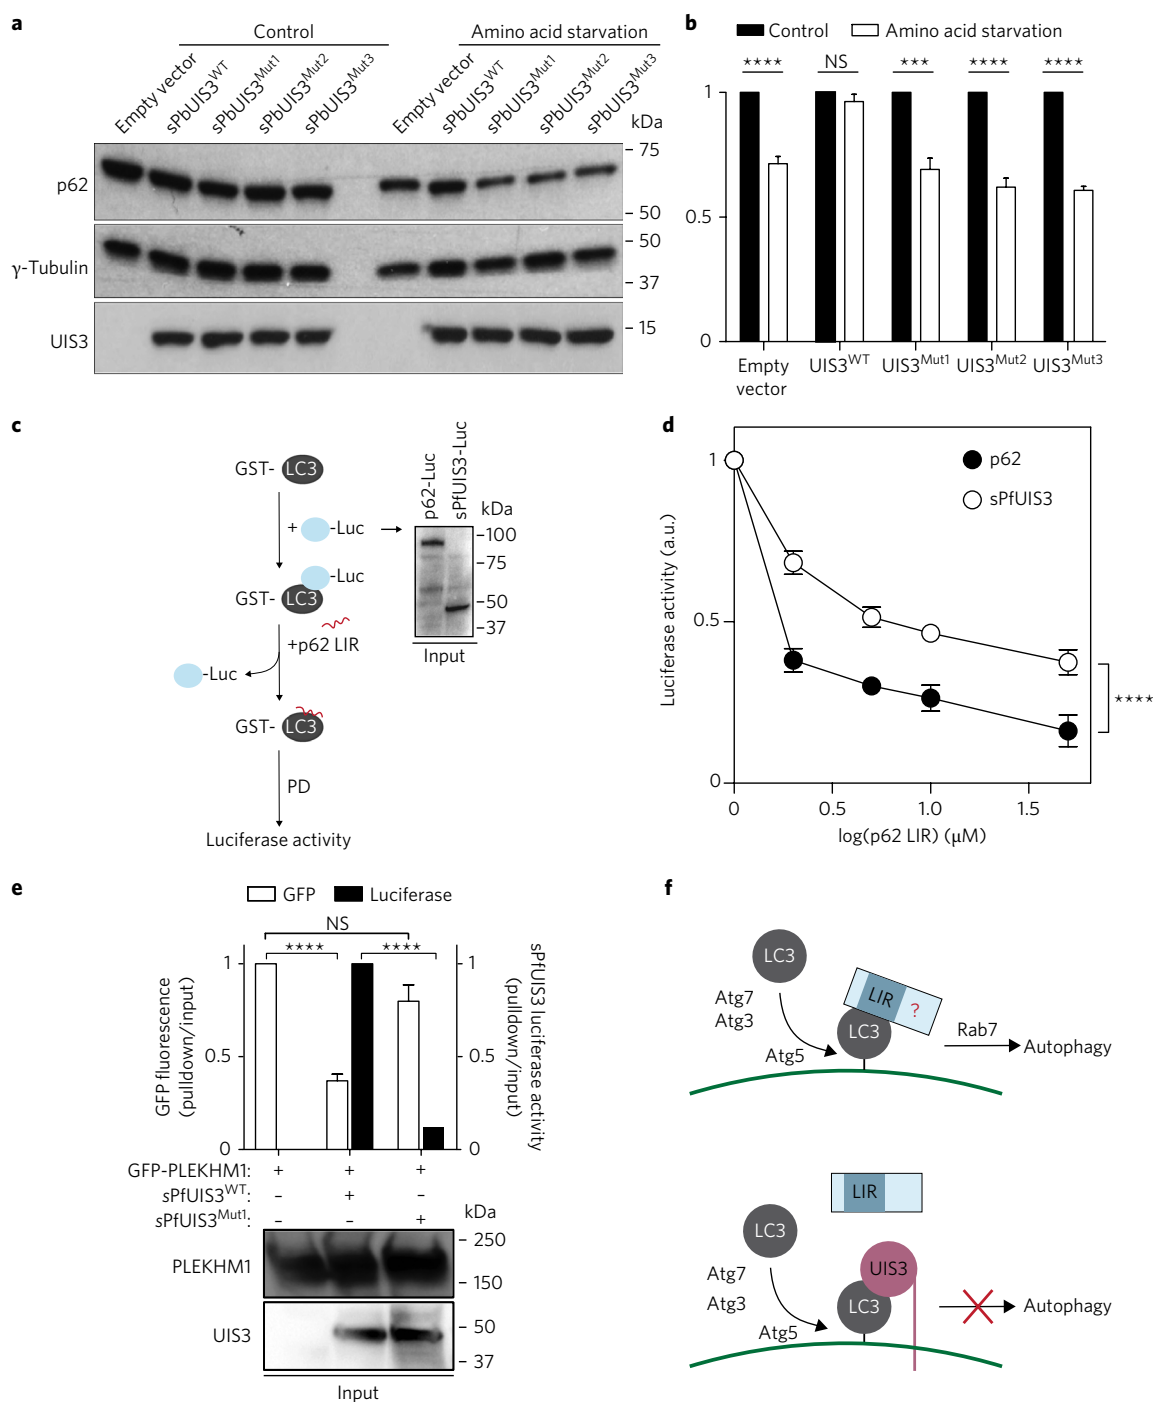 a
Control
Amino acid starvation
Empty vector
sPbUIS3WT
sPbUIS3Mut1
sPbUIS3Mut2
sPbUIS3Mut3
Empty vector
sPbUIS3WT
sPbUIS3Mut1
sPbUIS3Mut2
sPbUIS3Mut3
kDa
p62
– 75
– 50
γ-Tubulin
– 50
– 37
UIS3
– 15
b
Control
Amino acid starvation
****
NS
***
****
****
1
0.5
0
Empty vector
UIS3WT
UIS3Mut1
UIS3Mut2
UIS3Mut3
c
GST- LC3
+ -Luc
GST- LC3
-Luc
+p62 LIR
-Luc
GST- LC3
PD
Luciferase activity
p62-Luc
sPfUIS3-Luc
kDa
–100
–75
–50
–37
Input
d
p62
sPfUIS3
Luciferase activity (a.u.)
1
0.5
0
****
0
0.5
1.0
1.5
log(p62 LIR) (μM)
e
GFP
Luciferase
NS
****
****
GFP fluorescence
(pulldown/input)
1
0.5
0
sPfUIS3 luciferase activity
(pulldown/input)
1
0.5
0
GFP-PLEKHM1: + + +
sPfUIS3WT: – + –
sPfUIS3Mut1: – – +
kDa
PLEKHM1
– 250
– 150
UIS3
– 50
– 37
Input
f
LC3
Atg7
Atg3
Atg5
LIR ?
LC3
Rab7
Autophagy
LIR
LC3
Atg7
Atg3
Atg5
UIS3
LC3
Autophagy